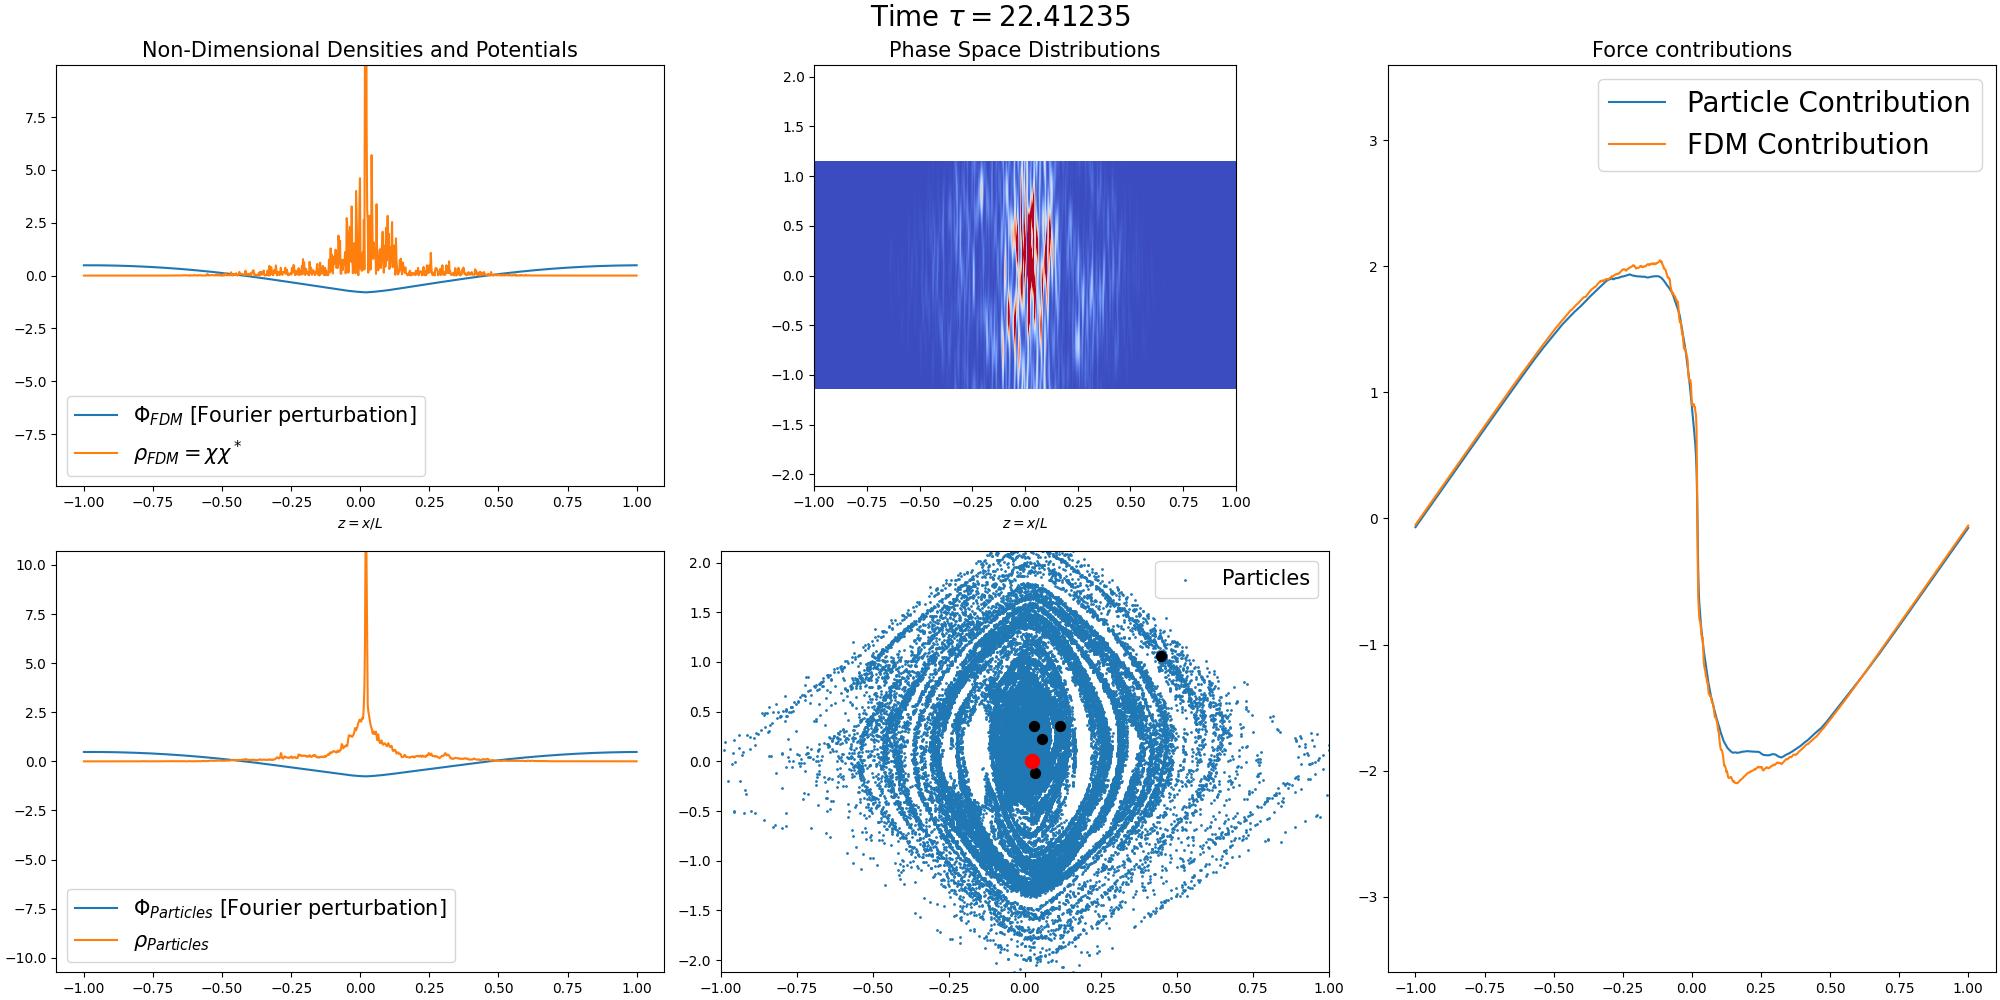 Time τ = 22.41235
Non-Dimensional Densities and Potentials
7.5
5.0
2.5
0.0
−2.5
−5.0
−7.5
Φ_FDM [Fourier perturbation]
ρ_FDM = χχ*
−1.00 −0.75 −0.50 −0.25 0.00 0.25 0.50 0.75 1.00
z = x/L
Phase Space Distributions
2.0
1.5
1.0
0.5
0.0
−0.5
−1.0
−1.5
−2.0
−1.00 −0.75 −0.50 −0.25 0.00 0.25 0.50 0.75 1.00
z = x/L
Force contributions
Particle Contribution
FDM Contribution
3
2
1
0
−1
−2
−3
−1.00 −0.75 −0.50 −0.25 0.00 0.25 0.50 0.75 1.00
10.0
7.5
5.0
2.5
0.0
−2.5
−5.0
−7.5
−10.0
Φ_Particles [Fourier perturbation]
ρ_Particles
−1.00 −0.75 −0.50 −0.25 0.00 0.25 0.50 0.75 1.00
Particles
2.0
1.5
1.0
0.5
0.0
−0.5
−1.0
−1.5
−2.0
−1.00 −0.75 −0.50 −0.25 0.00 0.25 0.50 0.75 1.00